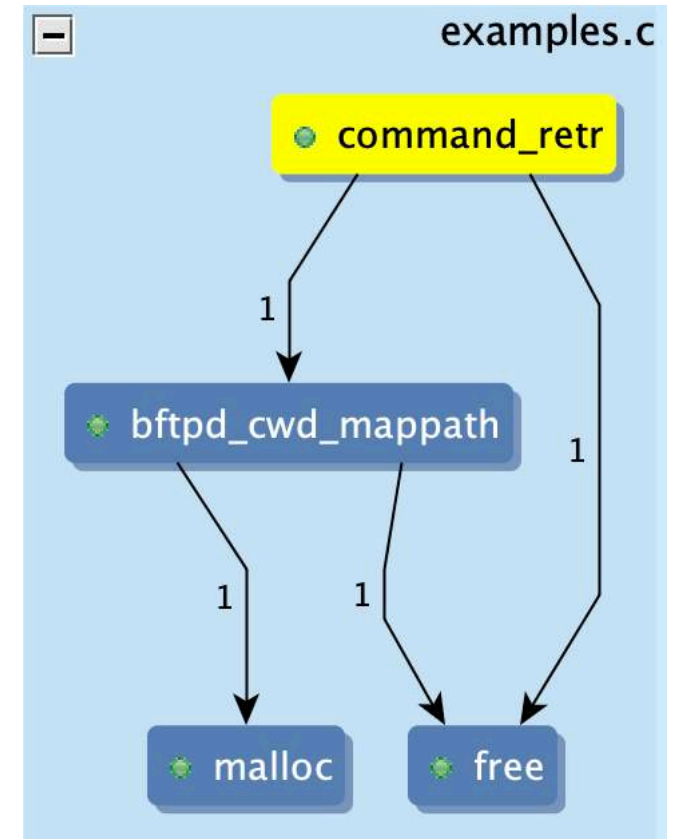 examples.c
command_retr
1
bftpd_cwd_mappath
1
1
1
malloc
free